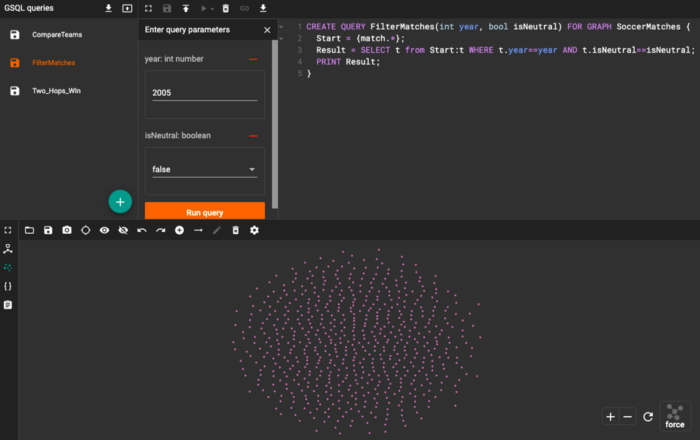 GSQL queries
CompareTeams
FilterMatches
Two_Hops_Win
Enter query parameters
year: int number
2005
isNeutral: boolean
false
Run query
1 CREATE QUERY FilterMatches(int year, bool isNeutral) FOR GRAPH SoccerMatches {
2 Start = {match.*};
3 Result = SELECT t from Start:t WHERE t.year==year AND t.isNeutral==isNeutral;
4 PRINT Result;
5 }
force